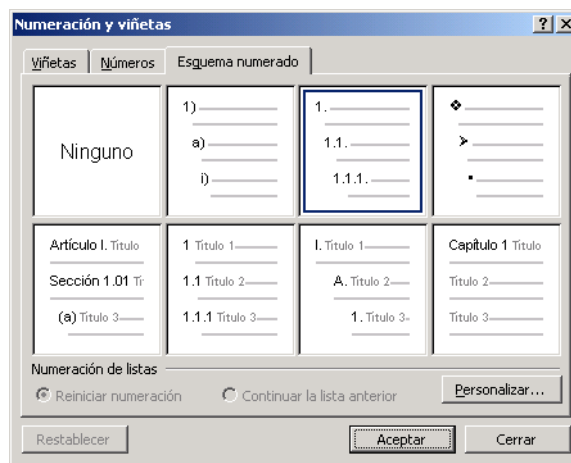 Numeración y viñetas
Viñetas Números Esquema numerado
Ninguno
1)
a)
i)
1.
1.1.
1.1.1.
Artículo I. Título
Sección 1.01
(a) Título 3
1 Título 1
1.1 Título 2
1.1.1 Título 3
I. Título 1
A. Título 2
1. Título 3
Capítulo 1 Título
Título 2
Título 3
Numeración de listas
Reiniciar numeración Continuar la lista anterior Personalizar...
Restablecer Aceptar Cerrar